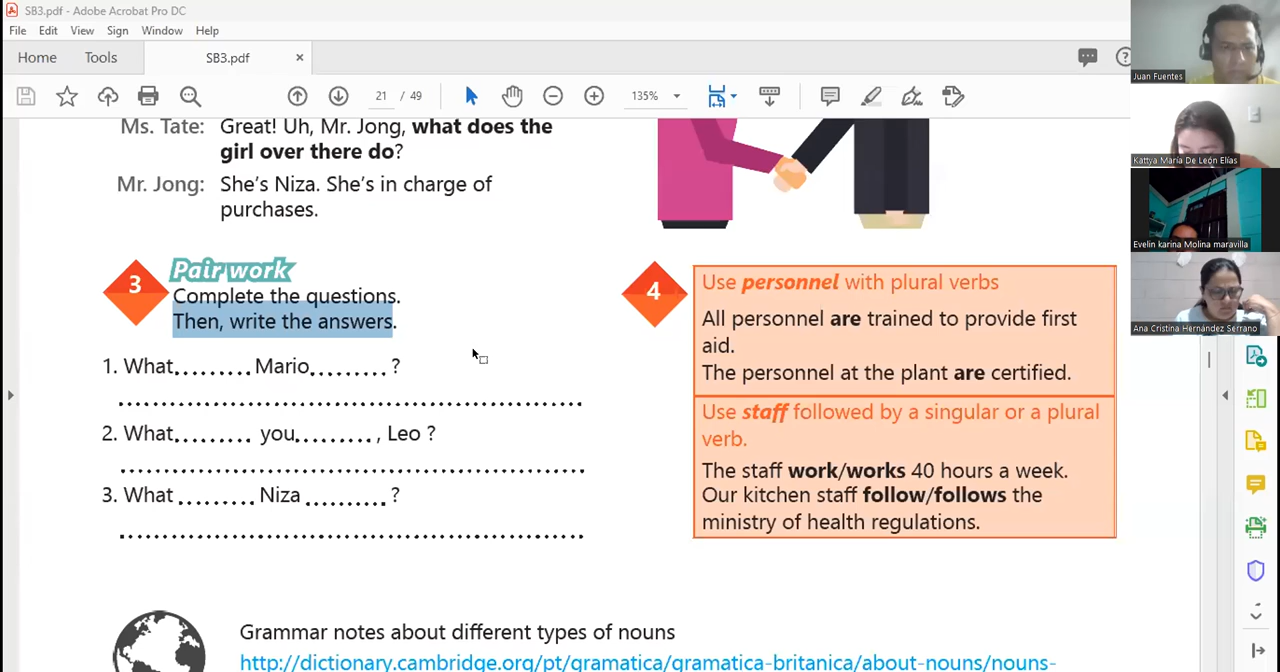 SB3.pdf - Adobe Acrobat Pro DC
File Edit View Sign Window Help
Home Tools SB3.pdf ×
21 / 49 135%
Ms. Tate: Great! Uh, Mr. Jong, what does the
girl over there do?
Mr. Jong: She's Niza. She's in charge of
purchases.
3 Pair work
Complete the questions.
Then, write the answers.
1. What......... Mario......... ?
2. What......... you........., Leo ?
3. What ......... Niza ......... ?
4 Use personnel with plural verbs
All personnel are trained to provide first
aid.
The personnel at the plant are certified.
Use staff followed by a singular or a plural
verb.
The staff work/works 40 hours a week.
Our kitchen staff follow/follows the
ministry of health regulations.
Grammar notes about different types of nouns
http://dictionary.cambridge.org/pt/gramatica/gramatica-britanica/about-nouns/nouns-
Juan Fuentes
Kattya María De León Elías
Evelin karina Molina maravilla
Ana Cristina Hernández Serrano